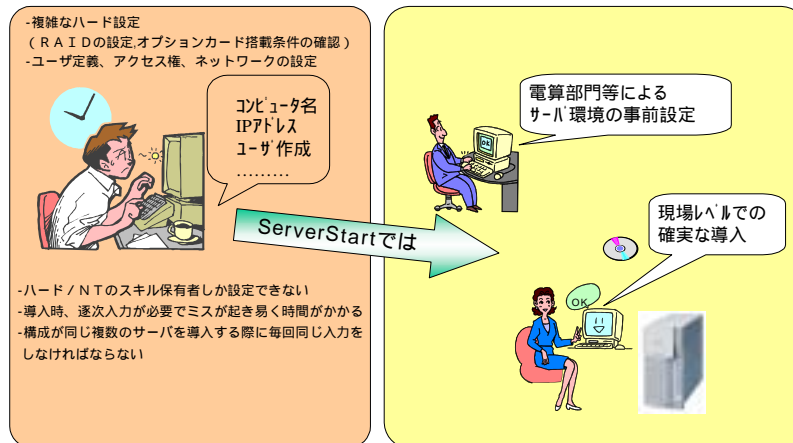 -複雑なハード設定
（ＲＡＩＤの設定,オプションカード搭載条件の確認）
-ユーザ定義、アクセス権、ネットワークの設定
ｺﾝﾋﾟｭｰﾀ名
IPｱﾄﾞﾚｽ
ﾕｰｻﾞ作成
………
-ハード／ＮＴのスキル保有者しか設定できない
-導入時、逐次入力が必要でミスが起き易く時間がかかる
-構成が同じ複数のサーバを導入する際に毎回同じ入力を
しなければならない
ServerStartでは
電算部門等による
ｻｰﾊﾞ環境の事前設定
ok
現場ﾚﾍﾞﾙでの
確実な導入
OK